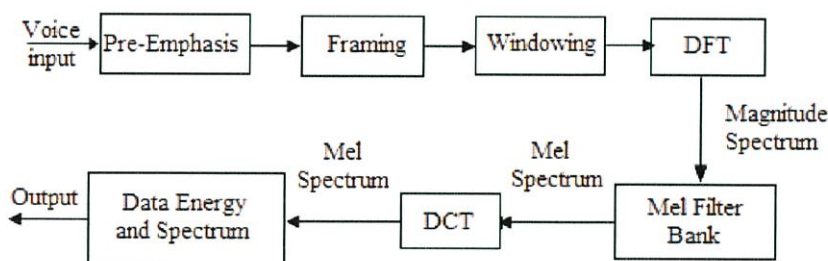 Voice
input
Pre-Emphasis
Framing
Windowing
DFT
Magnitude
Spectrum
Mel Filter
Bank
Mel
Spectrum
DCT
Mel
Spectrum
Data Energy
and Spectrum
Output